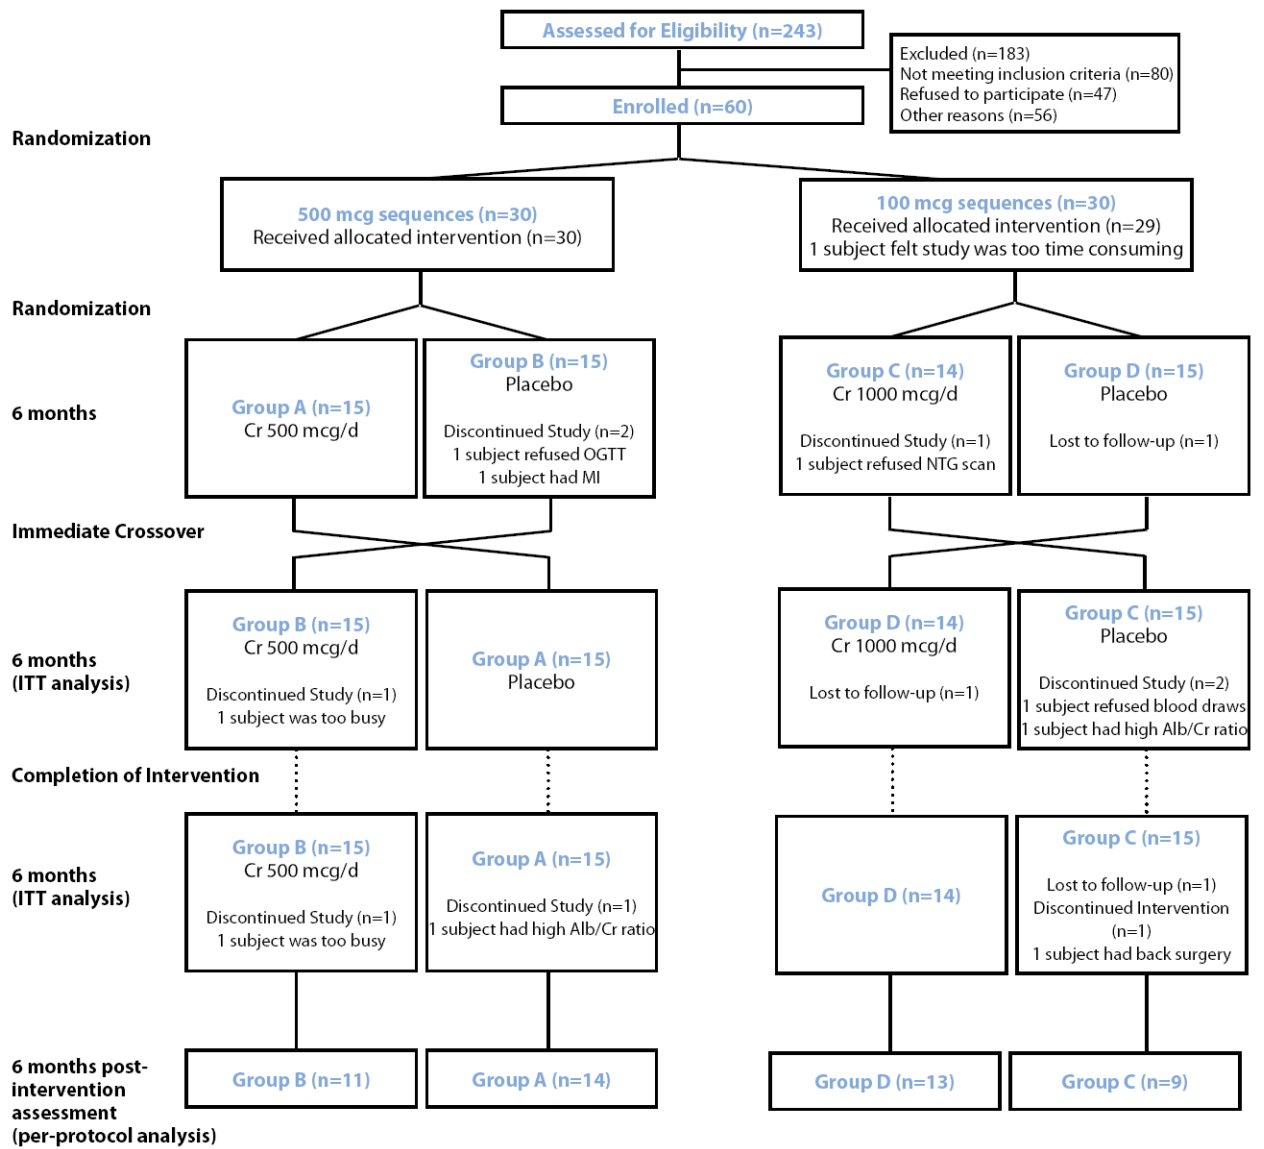 Assessed for Eligibility (n=243)
Excluded (n=183)
Not meeting inclusion criteria (n=80)
Refused to participate (n=47)
Other reasons (n=56)
Enrolled (n=60)
Randomization
500 mcg sequences (n=30)
Received allocated intervention (n=30)
100 mcg sequences (n=30)
Received allocated intervention (n=29)
1 subject felt study was too time consuming
Randomization
6 months
Group A (n=15)
Cr 500 mcg/d
Group B (n=15)
Placebo
Discontinued Study (n=2)
1 subject refused OGTT
1 subject had MI
Group C (n=14)
Cr 1000 mcg/d
Discontinued Study (n=1)
1 subject refused NTG scan
Group D (n=15)
Placebo
Lost to follow-up (n=1)
Immediate Crossover
6 months
(ITT analysis)
Group B (n=15)
Cr 500 mcg/d
Discontinued Study (n=1)
1 subject was too busy
Group A (n=15)
Placebo
Group D (n=14)
Cr 1000 mcg/d
Lost to follow-up (n=1)
Group C (n=15)
Placebo
Discontinued Study (n=2)
1 subject refused blood draws
1 subject had high Alb/Cr ratio
Completion of Intervention
6 months
(ITT analysis)
Group B (n=15)
Cr 500 mcg/d
Discontinued Study (n=1)
1 subject was too busy
Group A (n=15)
Discontinued Study (n=1)
1 subject had high Alb/Cr ratio
Group D (n=14)
Group C (n=15)
Lost to follow-up (n=1)
Discontinued Intervention
(n=1)
1 subject had back surgery
6 months post-
intervention
assessment
(per-protocol analysis)
Group B (n=11)
Group A (n=14)
Group D (n=13)
Group C (n=9)